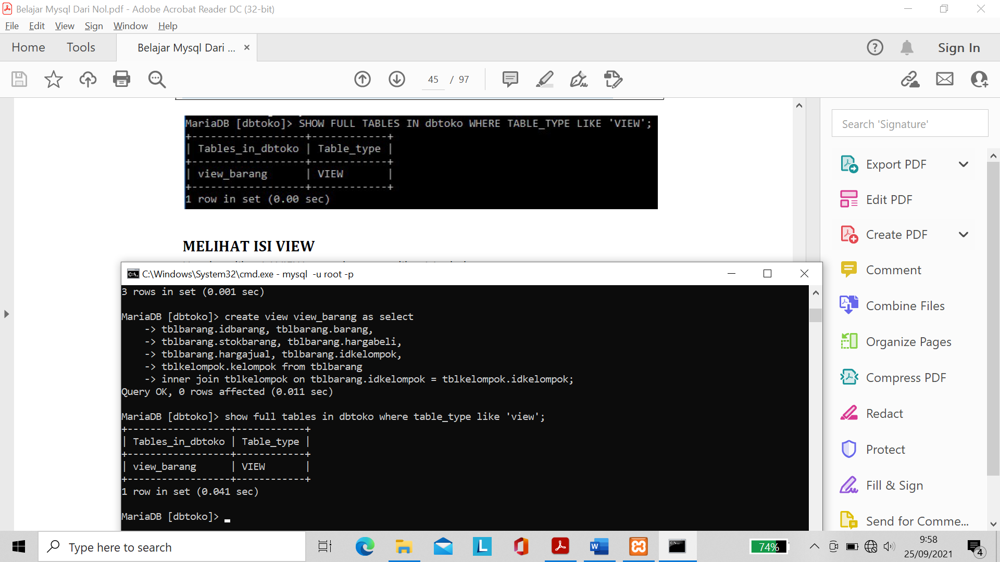 Belajar Mysql Dari Nol.pdf - Adobe Acrobat Reader DC (32-bit)
File Edit View Sign Window Help
Home Tools Belajar Mysql Dari ... × Sign In
45 / 97
MariaDB [dbtoko]> SHOW FULL TABLES IN dbtoko WHERE TABLE_TYPE LIKE 'VIEW';
+------------------+------------+
| Tables_in_dbtoko | Table_type |
+------------------+------------+
| view_barang      | VIEW       |
+------------------+------------+
1 row in set (0.00 sec)
MELIHAT ISI VIEW
C:\Windows\System32\cmd.exe - mysql  -u root -p
3 rows in set (0.001 sec)
MariaDB [dbtoko]> create view view_barang as select
    -> tblbarang.idbarang, tblbarang.barang,
    -> tblbarang.stokbarang, tblbarang.hargabeli,
    -> tblbarang.hargajual, tblbarang.idkelompok,
    -> tblkelompok.kelompok from tblbarang
    -> inner join tblkelompok on tblbarang.idkelompok = tblkelompok.idkelompok;
Query OK, 0 rows affected (0.011 sec)
MariaDB [dbtoko]> show full tables in dbtoko where table_type like 'view';
+------------------+------------+
| Tables_in_dbtoko | Table_type |
+------------------+------------+
| view_barang      | VIEW       |
+------------------+------------+
1 row in set (0.041 sec)
MariaDB [dbtoko]> _
Search 'Signature'
Export PDF
Edit PDF
Create PDF
Comment
Combine Files
Organize Pages
Compress PDF
Redact
Protect
Fill & Sign
Send for Comme...
Type here to search
74%
9:58
25/09/2021
4